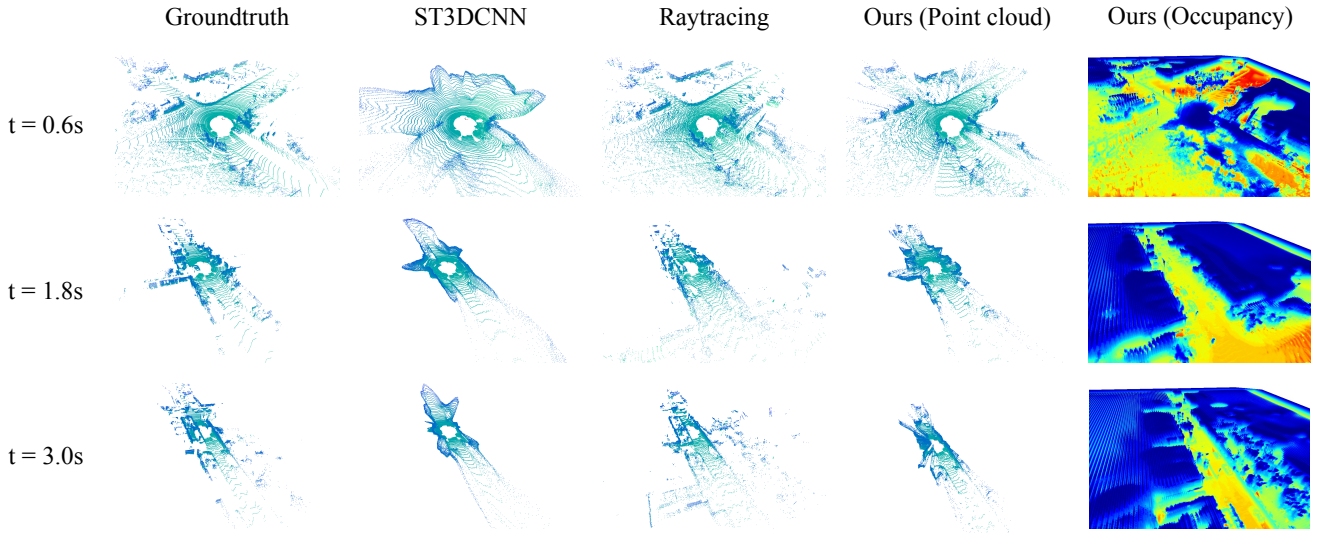 Groundtruth ST3DCNN Raytracing Ours (Point cloud) Ours (Occupancy)
t = 0.6s
t = 1.8s
t = 3.0s